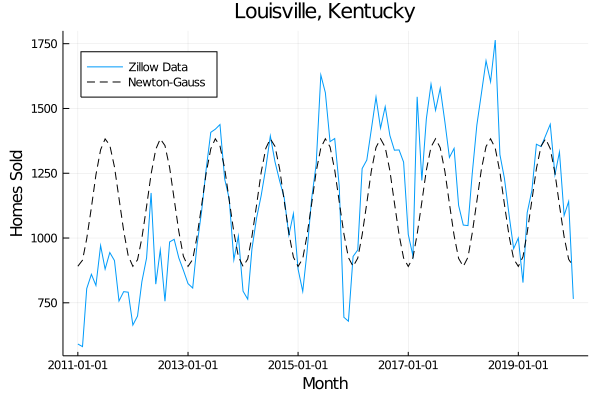 Louisville, Kentucky
Homes Sold
1750
1500
1250
1000
750
Zillow Data
Newton-Gauss
2011-01-01
2013-01-01
2015-01-01
2017-01-01
2019-01-01
Month